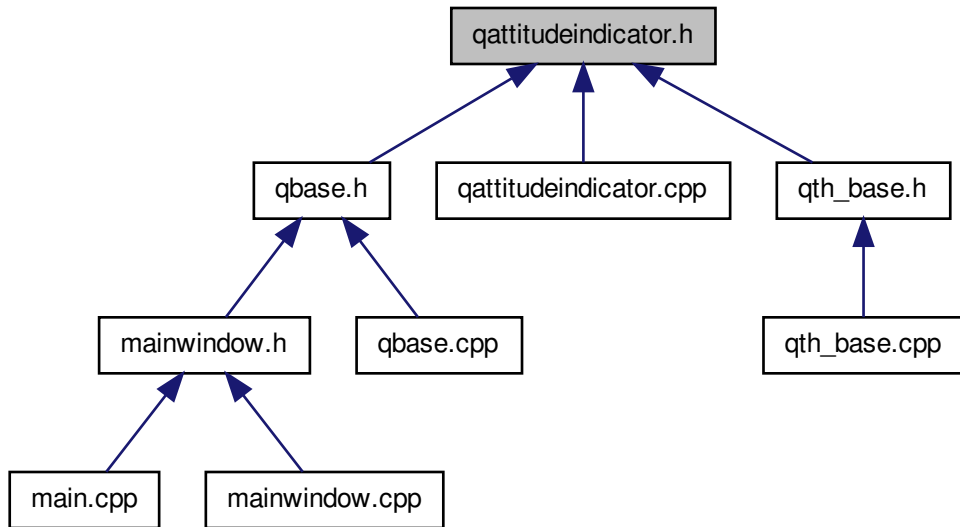 qattitudeindicator.h
qbase.h
qattitudeindicator.cpp
qth_base.h
mainwindow.h
qbase.cpp
qth_base.cpp
main.cpp
mainwindow.cpp